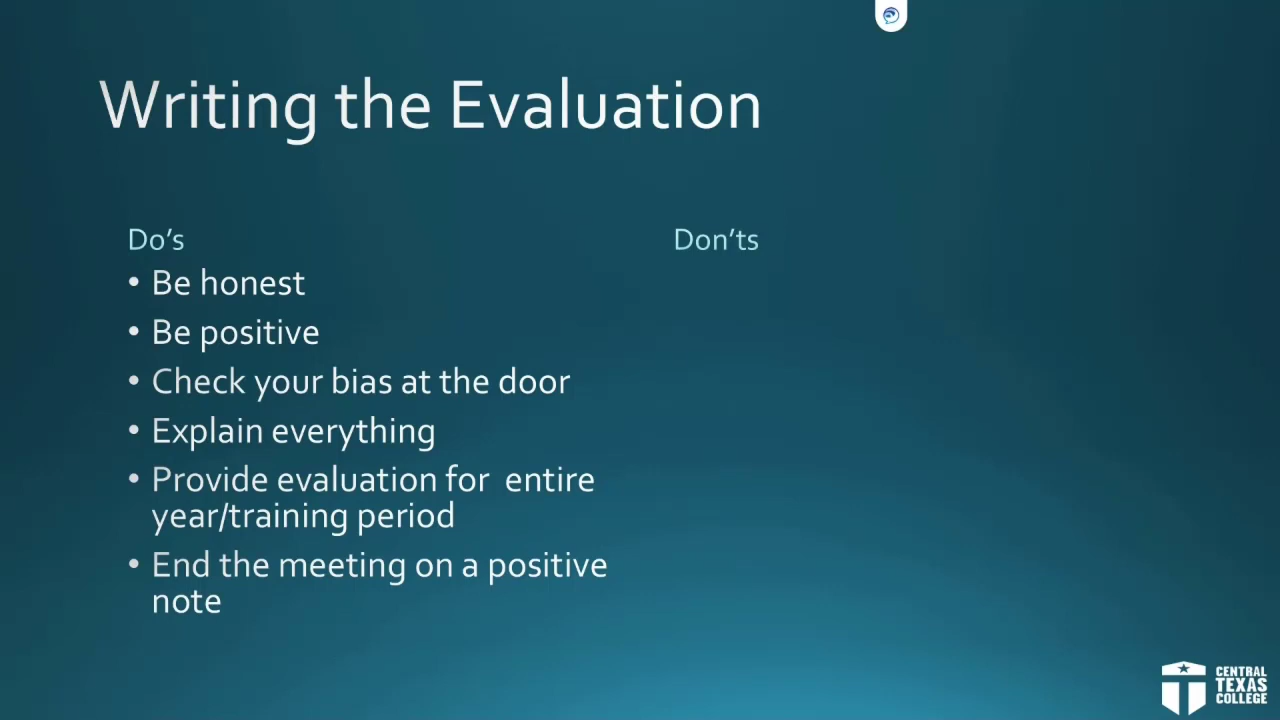 Writing the Evaluation
Do’s
• Be honest
• Be positive
• Check your bias at the door
• Explain everything
• Provide evaluation for  entire
year/training period
• End the meeting on a positive
note
Don’ts
CENTRAL
TEXAS
COLLEGE